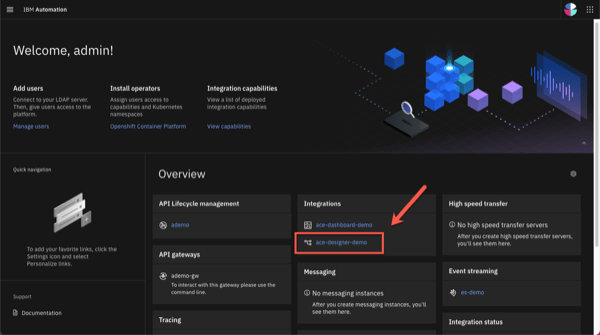 IBM Automation
Welcome, admin!
Add users
Connect to your LDAP server.
Then, give users access to the
platform.
Manage users
Install operators
Assign users access to
capabilities and Kubernetes
namespaces
Openshift Container Platform
Integration capabilities
View a list of deployed
integration capabilities
View capabilities
Quick navigation
To add your favorite links, click the
Settings icon and select
Personalize links.
Support
Documentation
Overview
API Lifecycle management
ademo
API gateways
ademo-gw
To interact with this gateway please use the
command line.
Tracing
Integrations
ace-dashboard-demo
ace-designer-demo
Messaging
No messaging instances
After you create messaging instances, you'll
see them here.
High speed transfer
No high speed transfer servers
After you create high speed transfer servers,
you'll see them here.
Event streaming
es-demo
Integration status